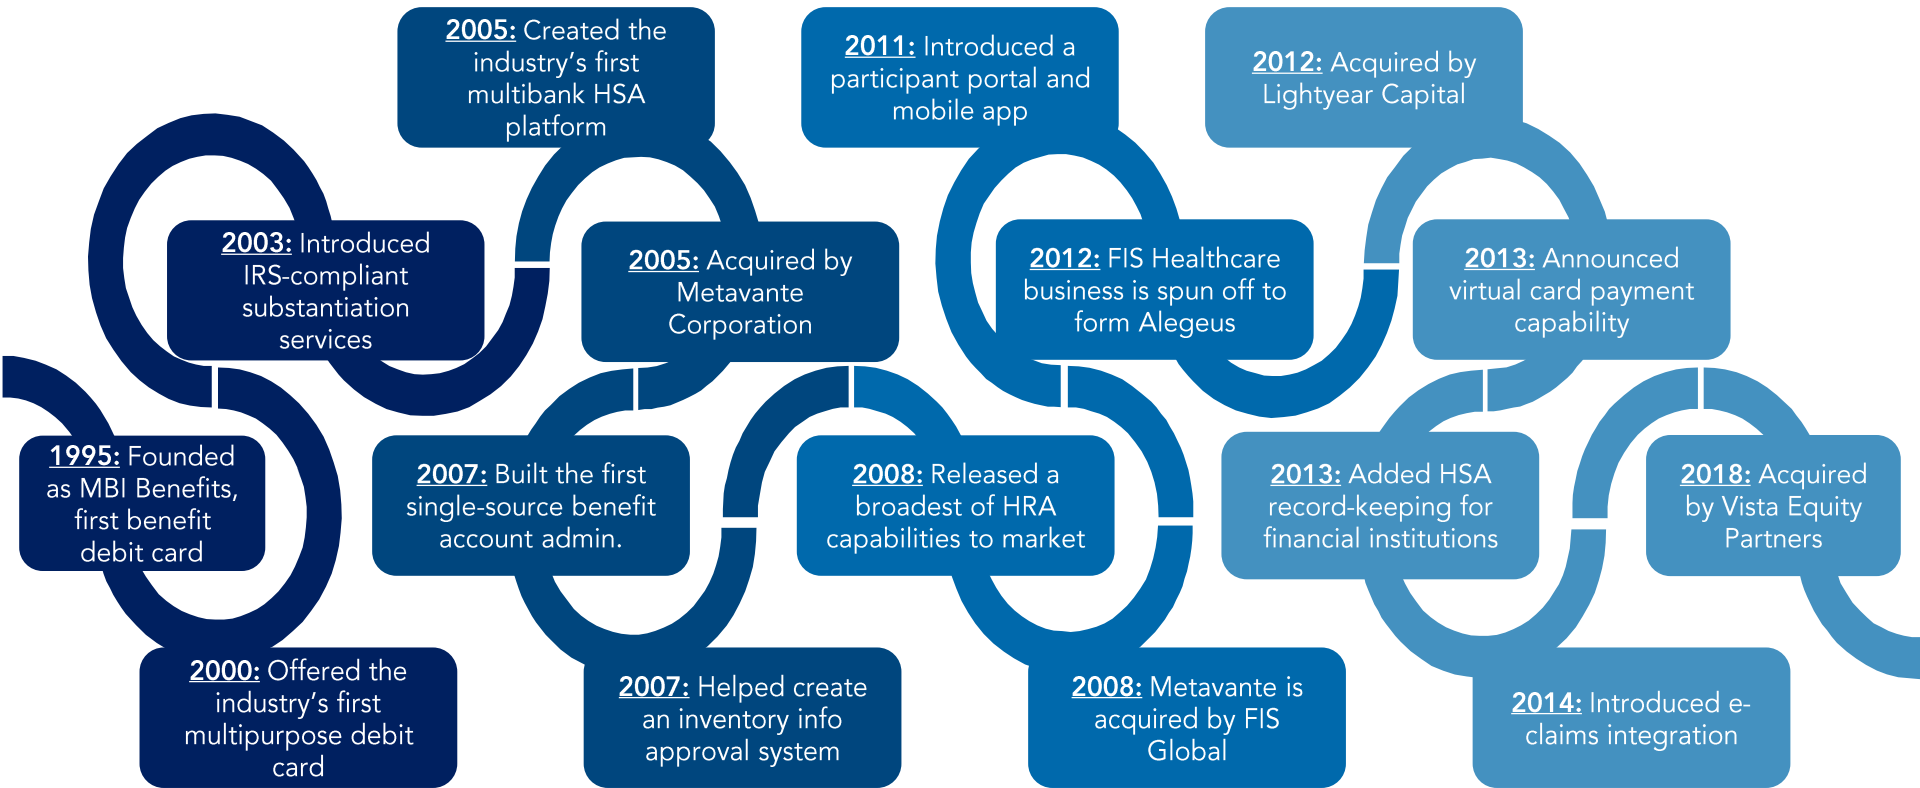 1995: Founded
as MBI Benefits,
first benefit
debit card
2000: Offered the
industry’s first
multipurpose debit
card
2003: Introduced
IRS-compliant
substantiation
services
2005: Created the
industry’s first
multibank HSA
platform
2005: Acquired by
Metavante
Corporation
2007: Built the first
single-source benefit
account admin.
2007: Helped create
an inventory info
approval system
2008: Released a
broadest of HRA
capabilities to market
2008: Metavante is
acquired by FIS
Global
2011: Introduced a
participant portal and
mobile app
2012: FIS Healthcare
business is spun off to
form Alegeus
2012: Acquired by
Lightyear Capital
2013: Announced
virtual card payment
capability
2013: Added HSA
record-keeping for
financial institutions
2014: Introduced e-
claims integration
2018: Acquired
by Vista Equity
Partners